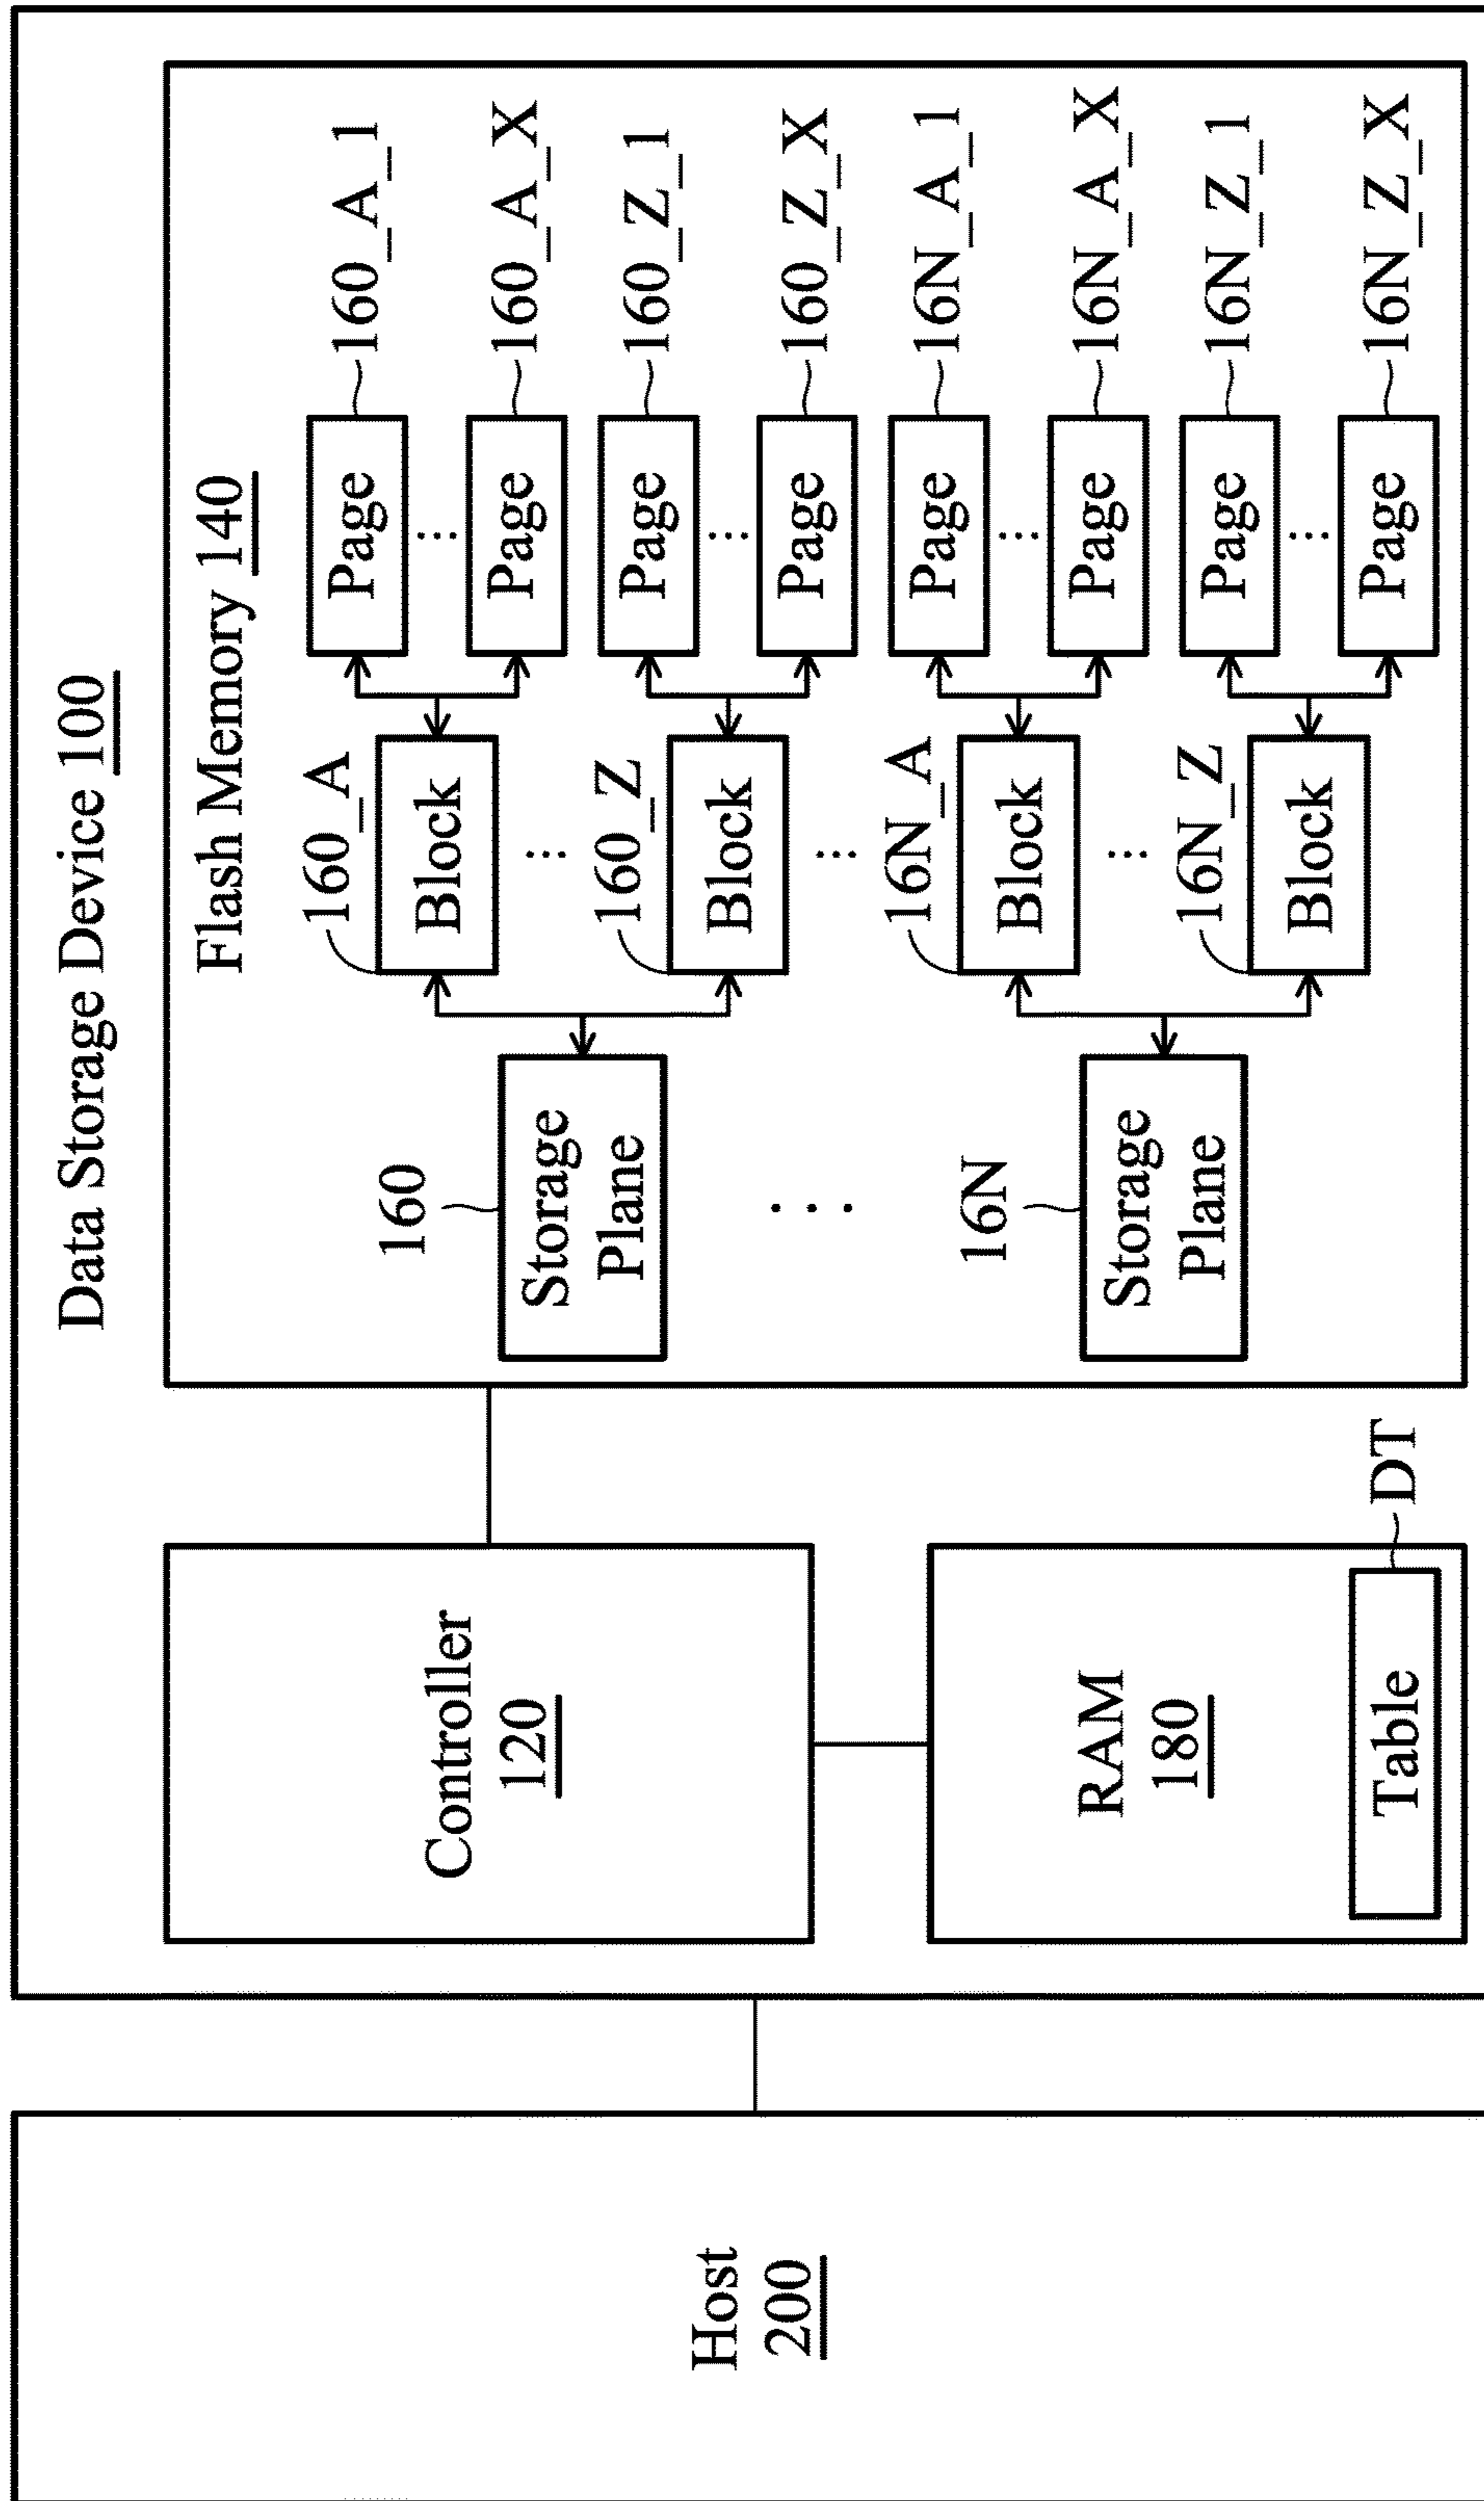 Data Storage Device 100
Host
200
Controller
120
RAM
180
Table
DT
Flash Memory 140
160
Storage
Plane
16N
Storage
Plane
160_A
Block
160_Z
Block
16N_A
Block
16N_Z
Block
Page
160_A_1
Page
160_A_X
Page
160_Z_1
Page
160_Z_X
Page
16N_A_1
Page
16N_A_X
Page
16N_Z_1
Page
16N_Z_X